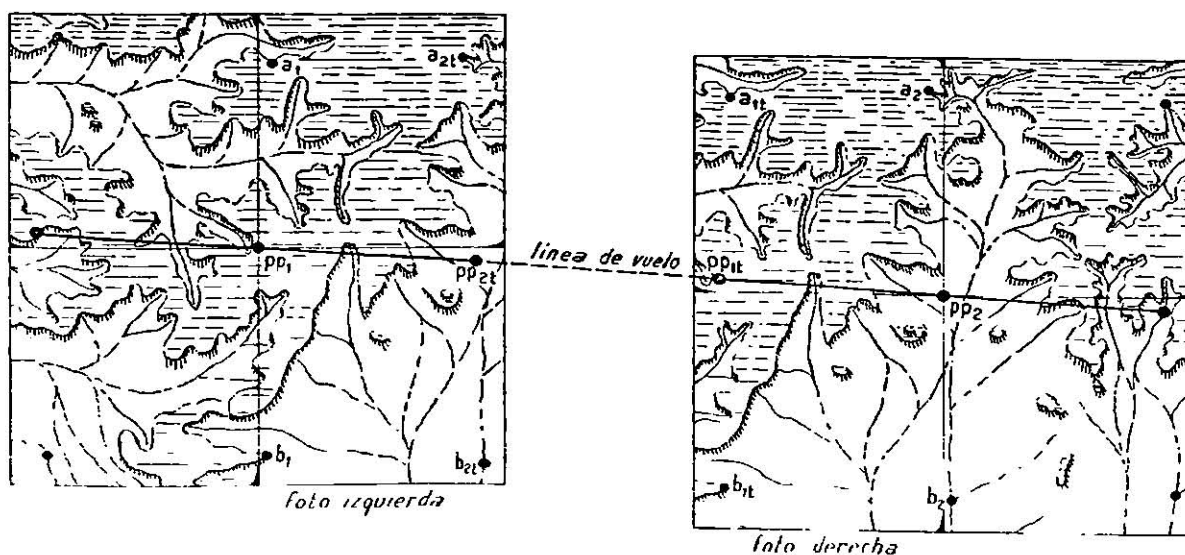 a1
a2t
pp1
pp2t
b1
b2t
foto izquierda
línea de vuelo
a1t
a2
pp1t
pp2
b1t
b2
foto derecha